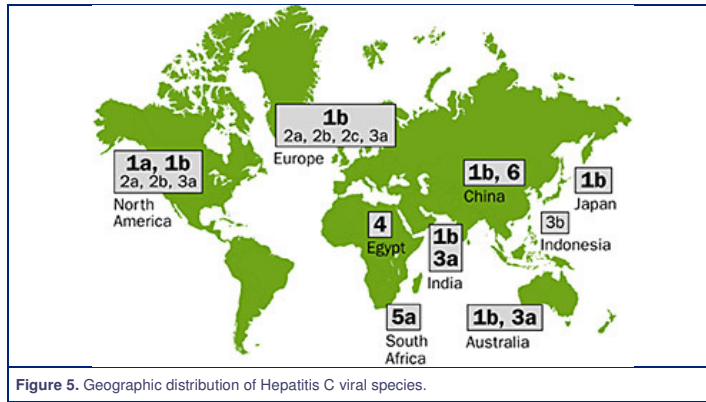 1b
2a, 2b, 2c, 3a
Europe
1a, 1b
2a, 2b, 3a
North
America
1b, 6
China
1b
Japan
4
Egypt
1b
3a
India
3b
Indonesia
5a
South
Africa
1b, 3a
Australia
Figure 5. Geographic distribution of Hepatitis C viral species.